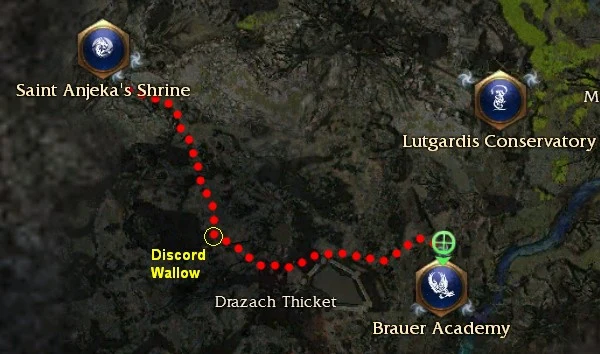 Saint Anjeka's Shrine
M
Lutgardis Conservatory
Discord
Wallow
Drazach Thicket
Brauer Academy